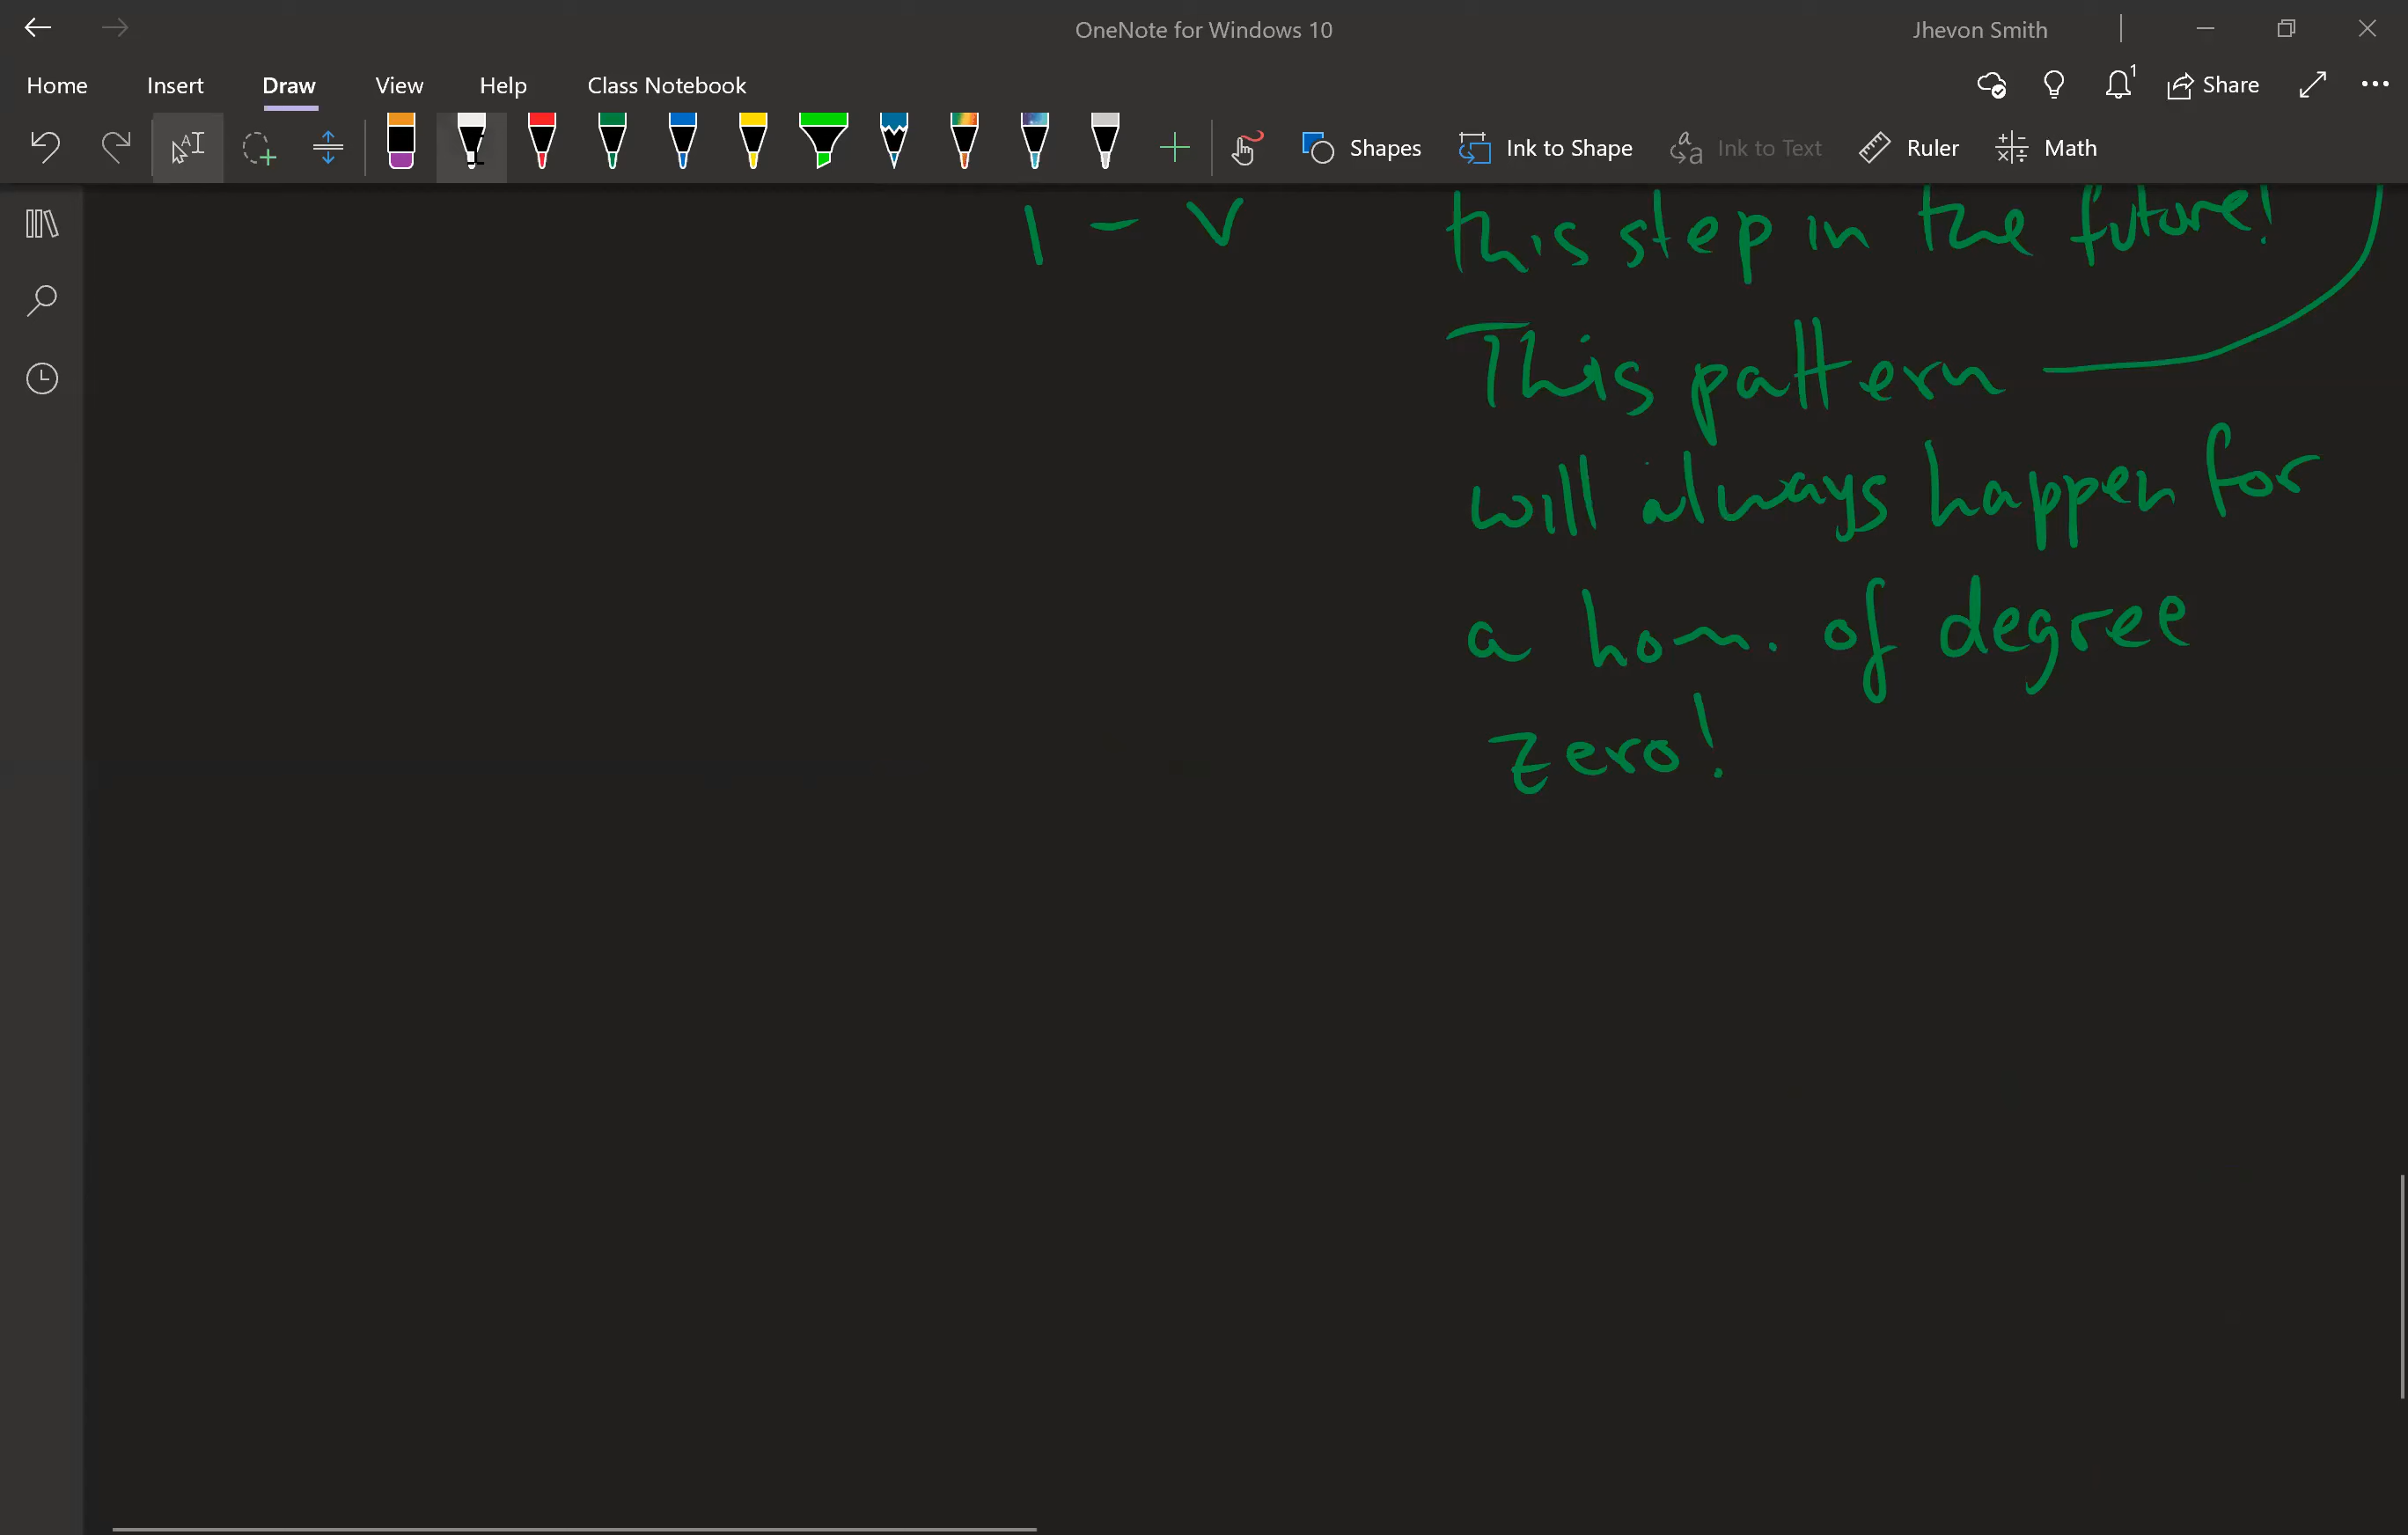 OneNote for Windows 10
Jhevon Smith
Home Insert Draw View Help Class Notebook
1 Share
Shapes Ink to Shape Ink to Text Ruler Math
1 - v
this step in the future!
This pattern
will always happen for
a hom. of degree
zero!